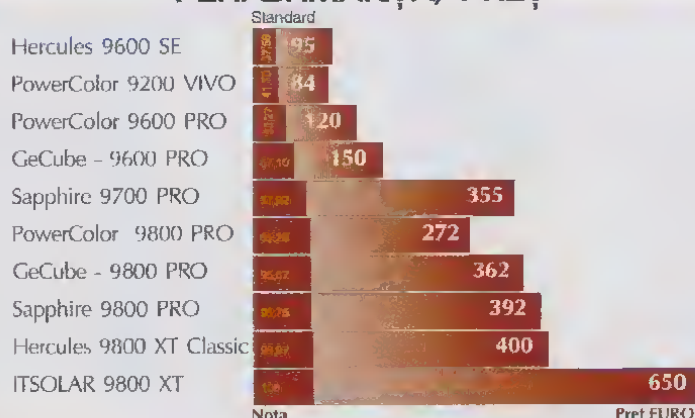 PERFORMANȚĂ/PREȚ
Standard
Hercules 9600 SE 95
PowerColor 9200 VIVO 84
PowerColor 9600 PRO 120
GeCube - 9600 PRO 150
Sapphire 9700 PRO 355
PowerColor 9800 PRO 272
GeCube - 9800 PRO 362
Sapphire 9800 PRO 392
Hercules 9800 XT Classic 400
ITSOLAR 9800 XT 650
Nota Pret EURO